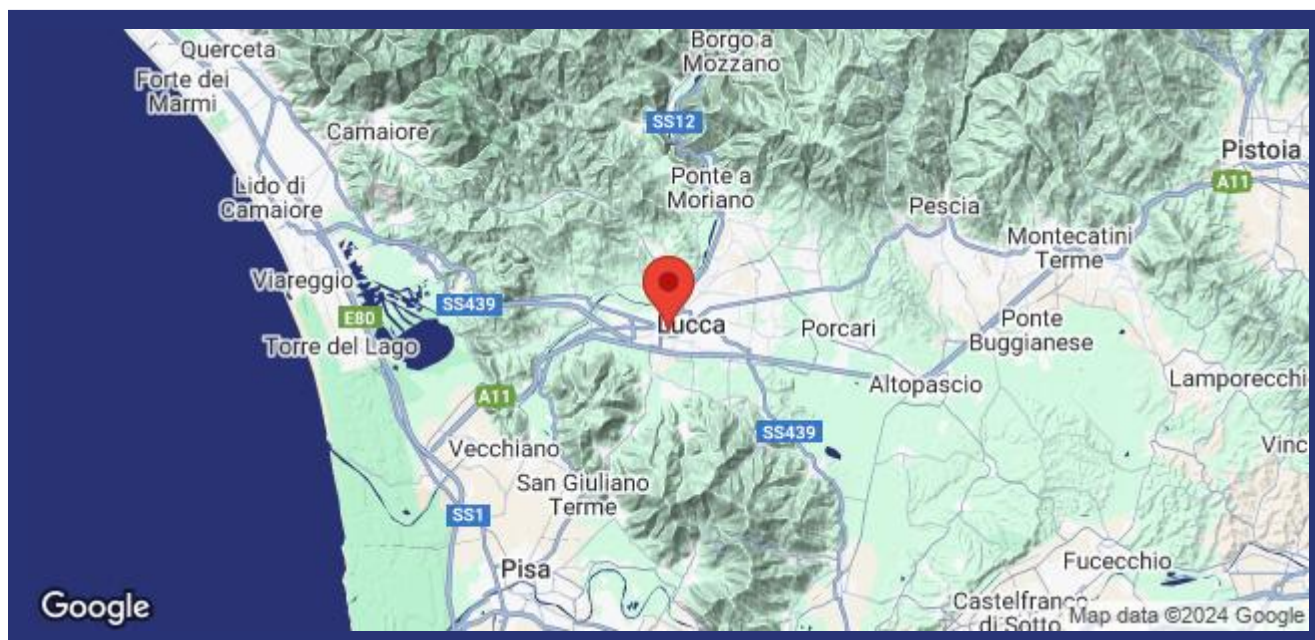 Querceta
Borgo a
Mozzano
Forte dei
Marmi
Camaiore
SS12
Pistoia
Ponte a
Moriano
A11
Lido di
Camaiore
Pescia
Montecatini
Terme
Viareggio
SS439
E80
Lucca
Porcari
Ponte
Buggianese
Torre del Lago
Altopascio
Lamporecchi
A11
SS439
Vecchiano
Vinc
San Giuliano
Terme
SS1
Pisa
Fucecchio
Castelfranco
di Sotto
Google
Map data ©2024 Google